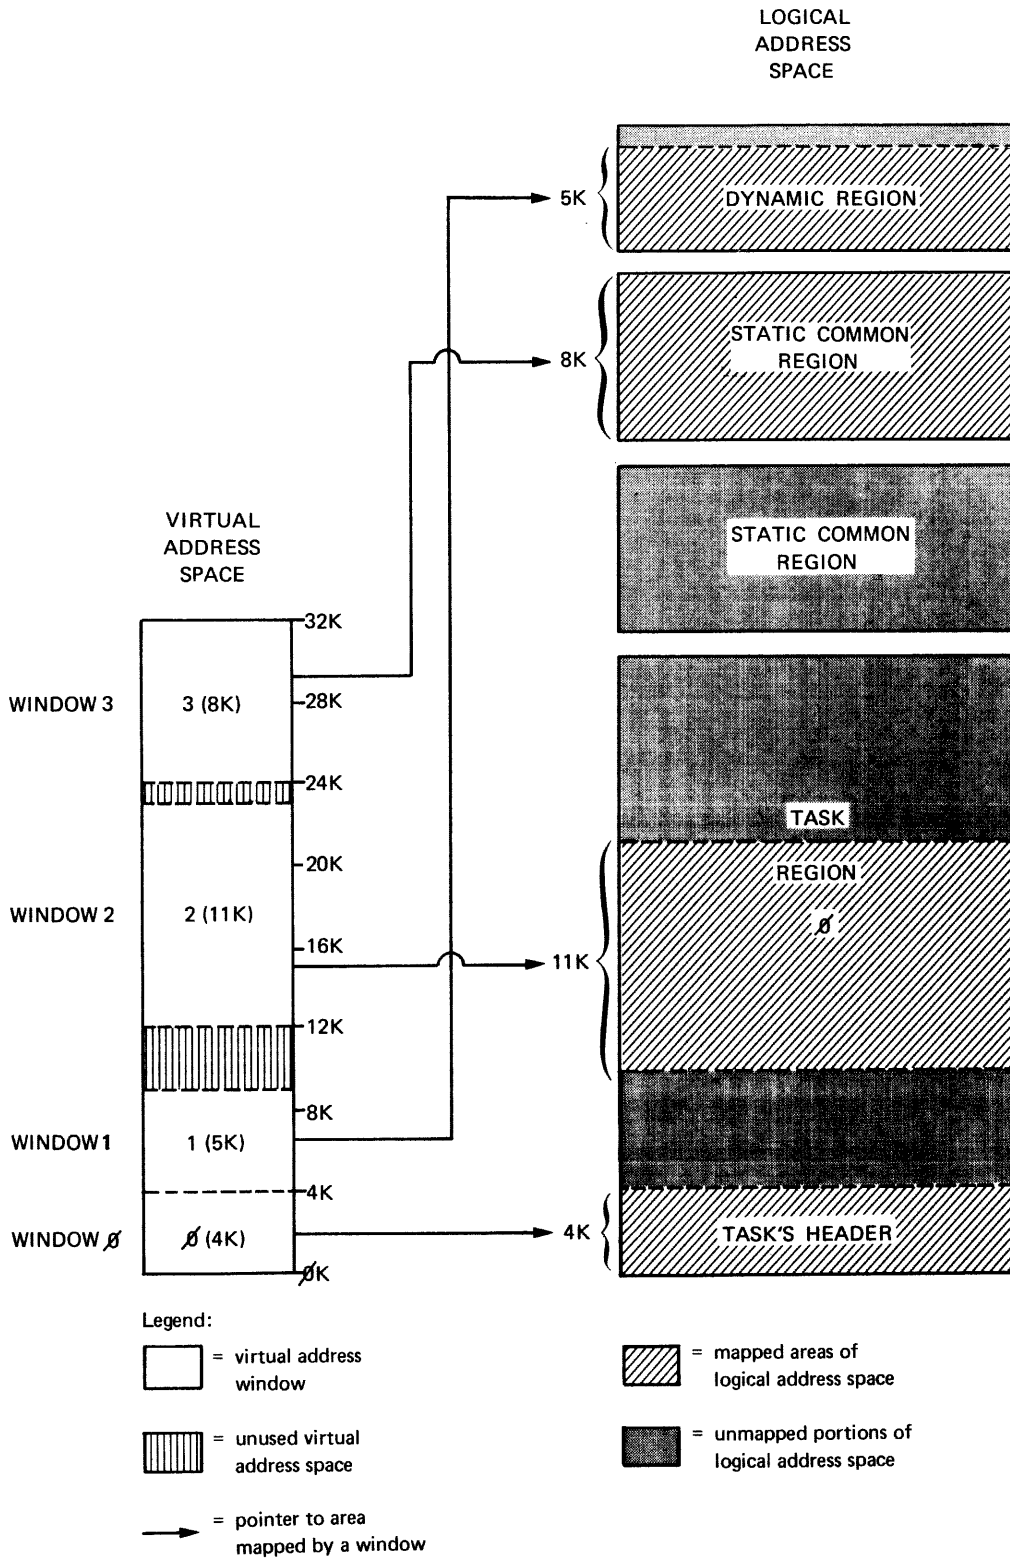 LOGICAL
ADDRESS
SPACE
5K
DYNAMIC REGION
8K
STATIC COMMON
REGION
STATIC COMMON
REGION
VIRTUAL
ADDRESS
SPACE
32K
WINDOW 3
3 (8K)
28K
24K
TASK
20K
REGION
WINDOW 2
2 (11K)
Ø
16K
11K
12K
8K
WINDOW 1
1 (5K)
4K
WINDOW Ø
Ø (4K)
4K
TASK'S HEADER
ØK
Legend:
= virtual address
window
= mapped areas of
logical address space
= unused virtual
address space
= unmapped portions of
logical address space
= pointer to area
mapped by a window